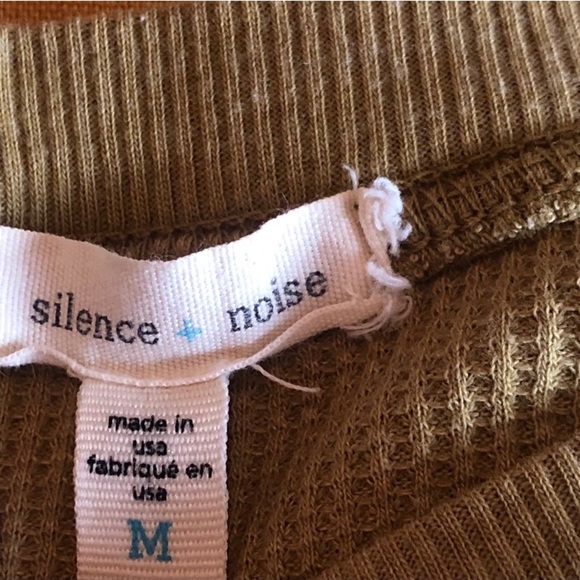 silence + noise
made in
usa
fabriqué en
usa
M